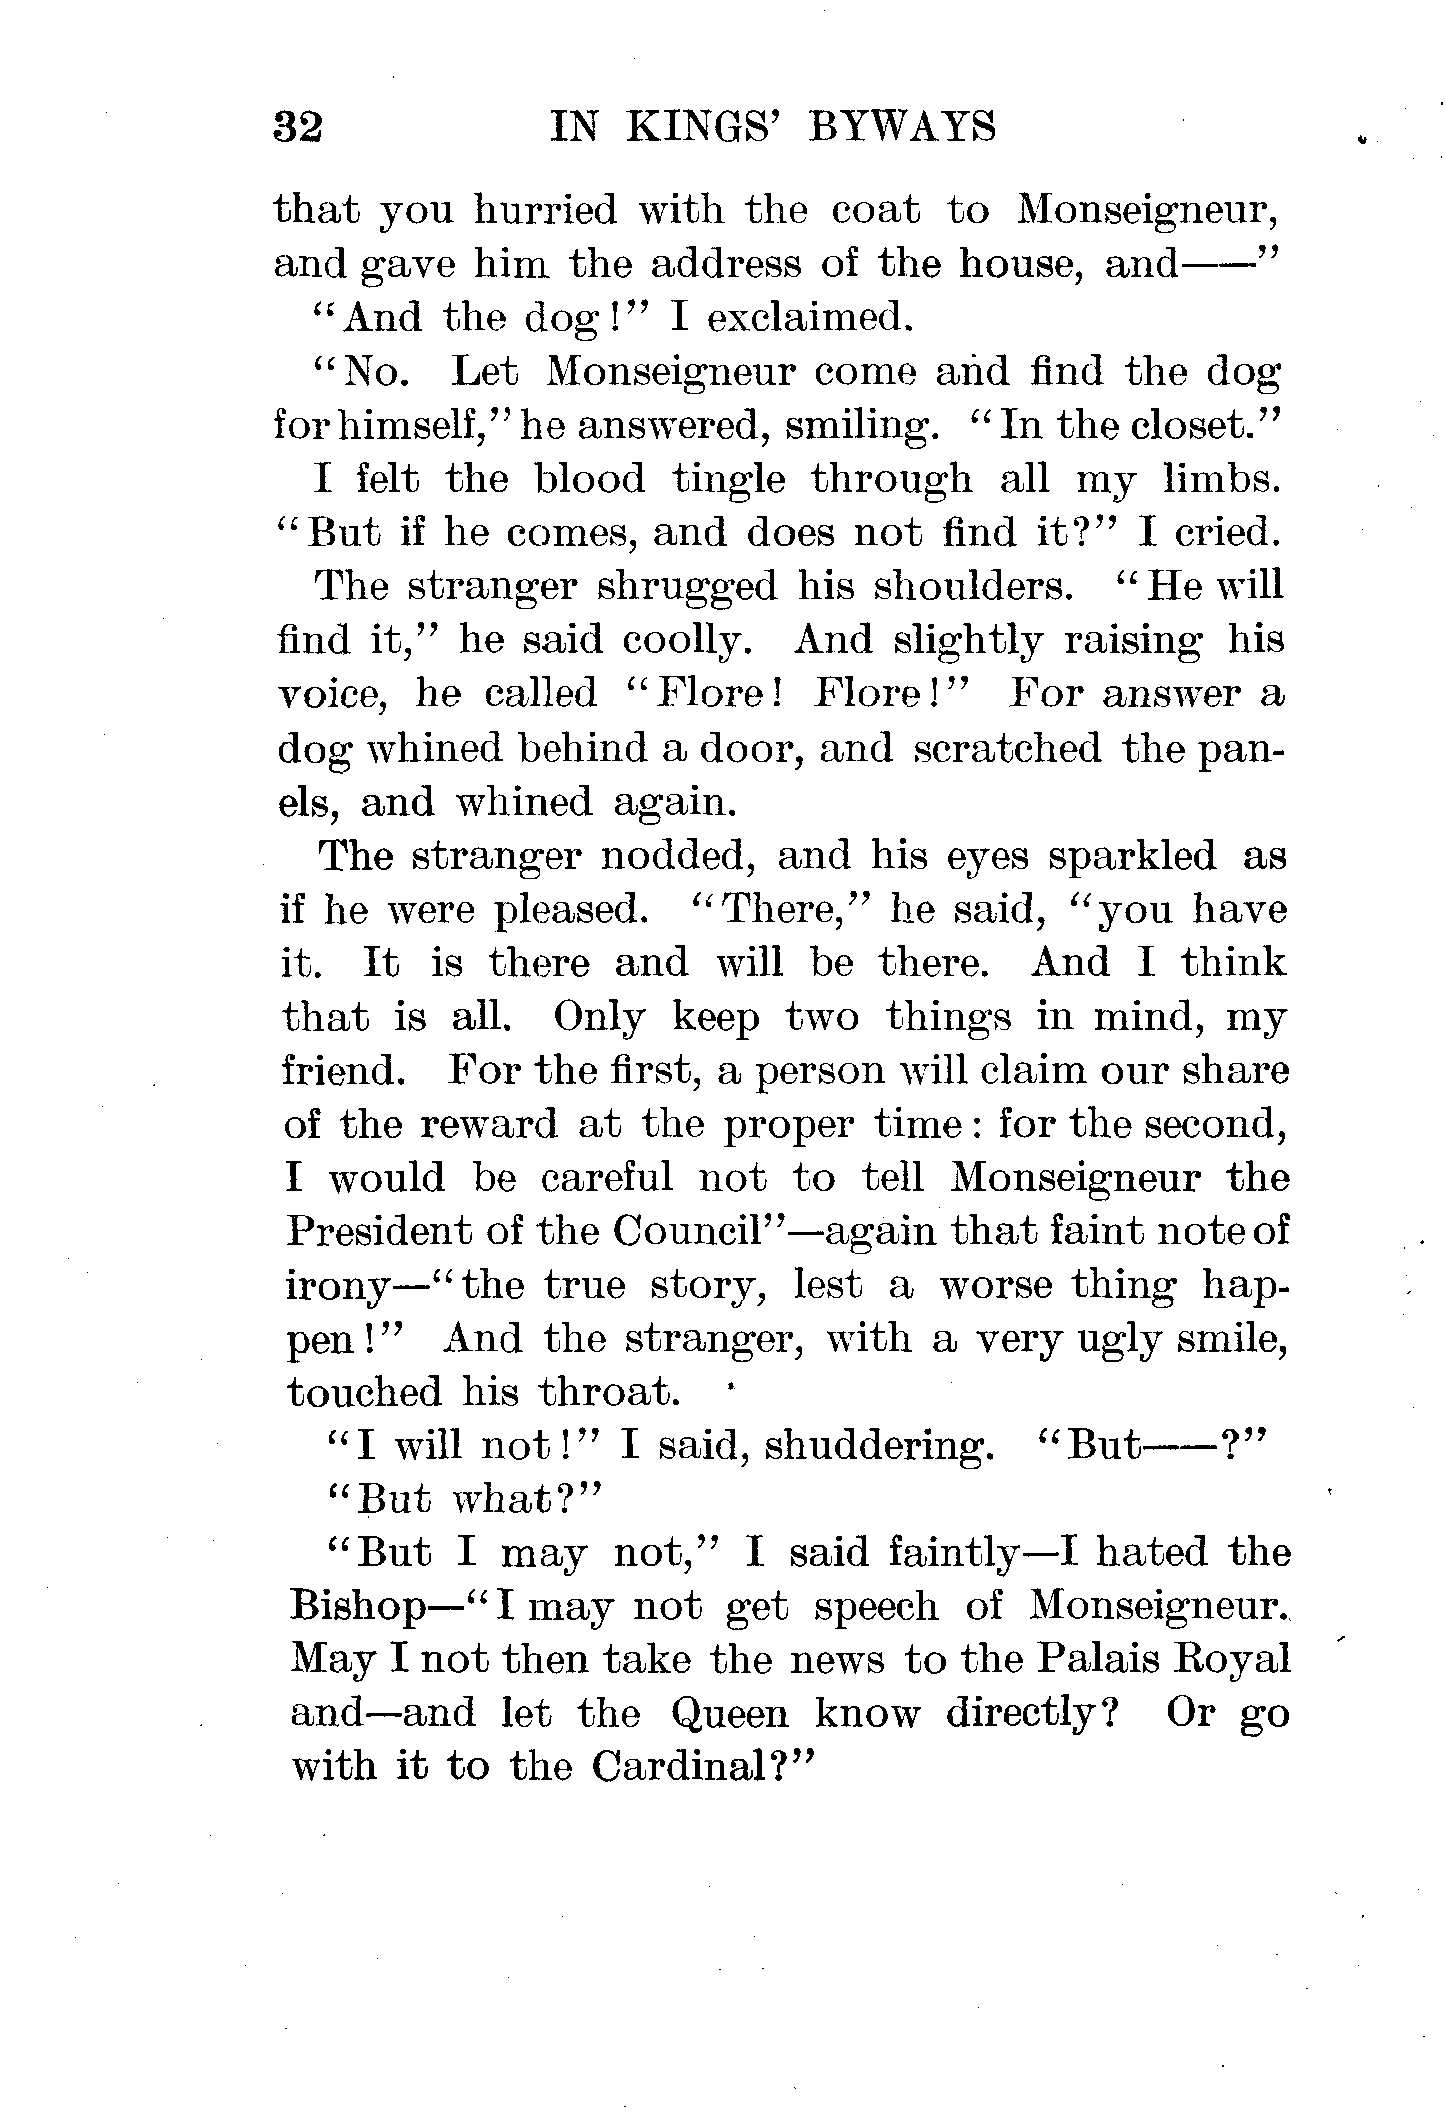 32 IN KINGS' BYWAYS
that you hurried with the coat to Monseigneur,
and gave him the address of the house, and——"
"And the dog!" I exclaimed.
"No. Let Monseigneur come and find the dog
for himself," he answered, smiling. "In the closet."
I felt the blood tingle through all my limbs.
"But if he comes, and does not find it?" I cried.
The stranger shrugged his shoulders. "He will
find it," he said coolly. And slightly raising his
voice, he called "Flore! Flore!" For answer a
dog whined behind a door, and scratched the pan-
els, and whined again.
The stranger nodded, and his eyes sparkled as
if he were pleased. "There," he said, "you have
it. It is there and will be there. And I think
that is all. Only keep two things in mind, my
friend. For the first, a person will claim our share
of the reward at the proper time: for the second,
I would be careful not to tell Monseigneur the
President of the Council"—again that faint note of
irony—"the true story, lest a worse thing hap-
pen!" And the stranger, with a very ugly smile,
touched his throat.
"I will not!" I said, shuddering. "But——?"
"But what?"
"But I may not," I said faintly—I hated the
Bishop—"I may not get speech of Monseigneur.
May I not then take the news to the Palais Royal
and—and let the Queen know directly? Or go
with it to the Cardinal?"